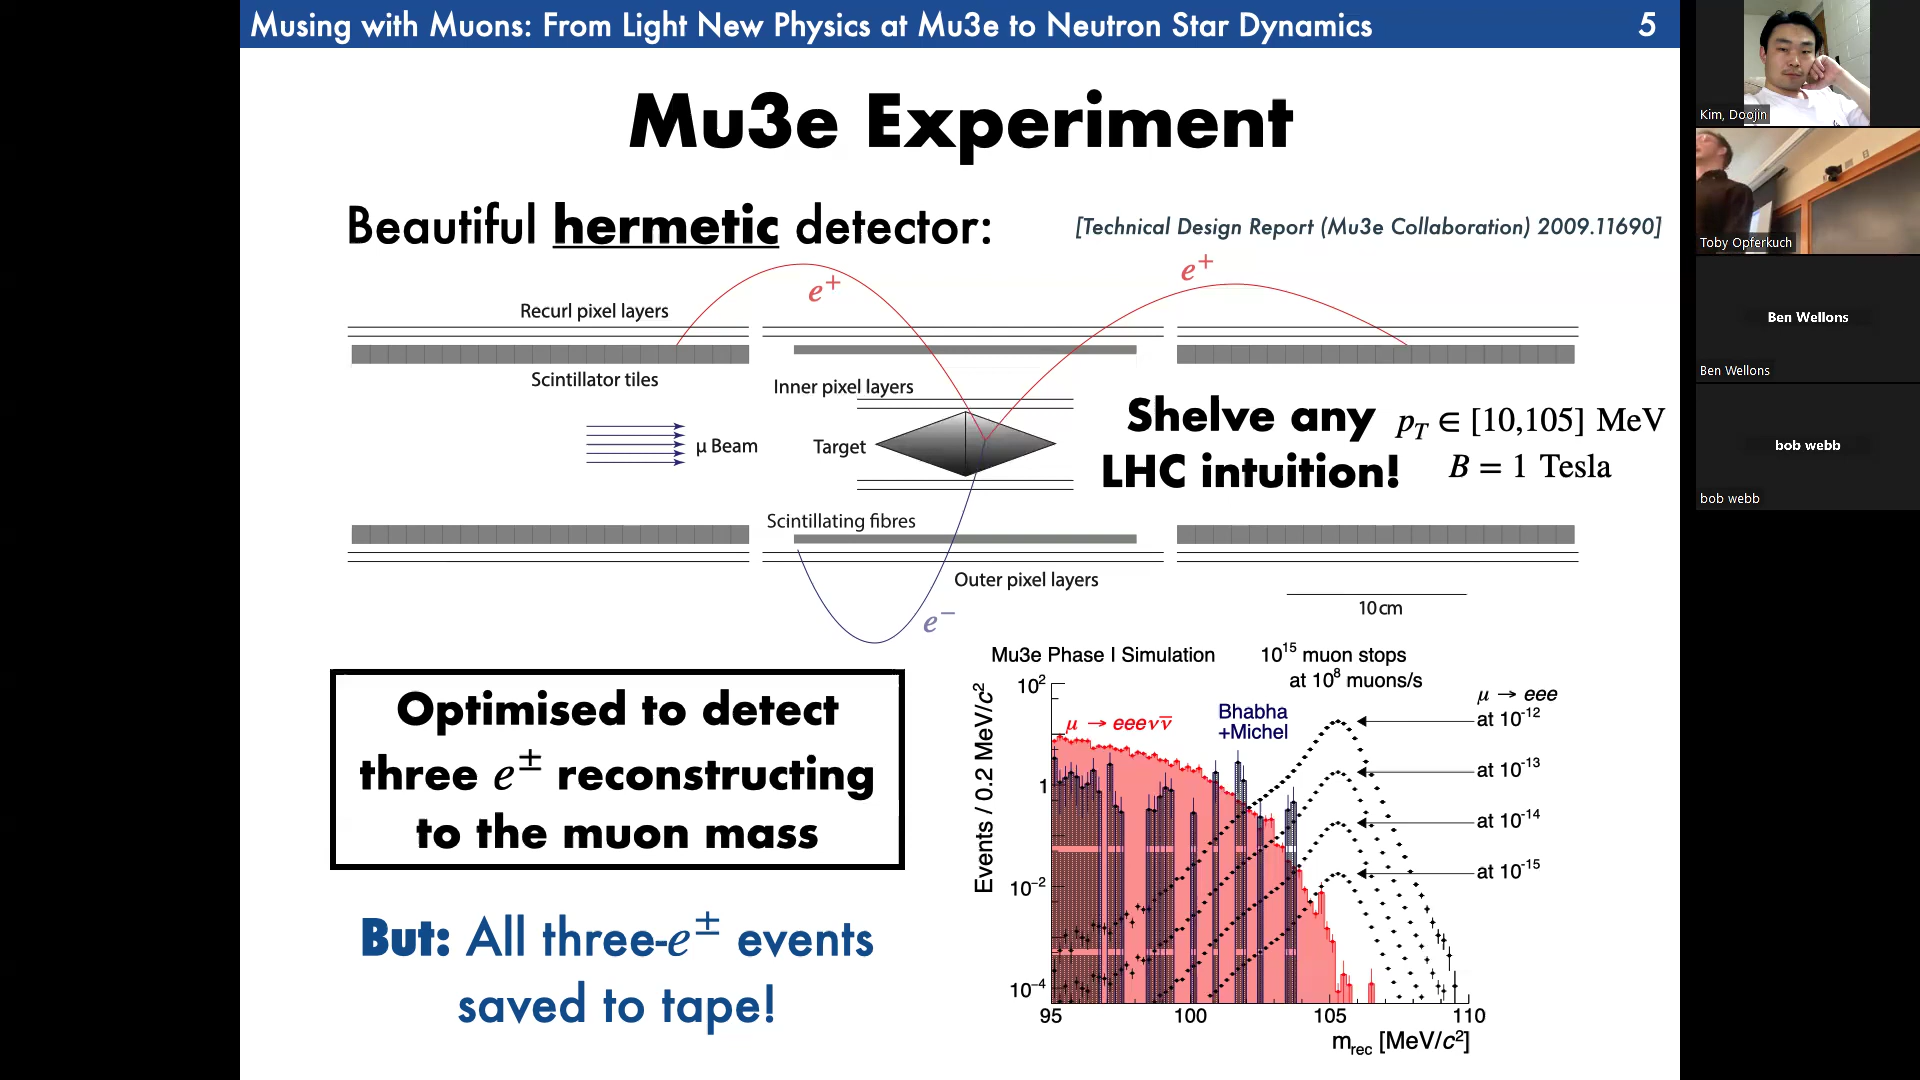 Musing with Muons: From Light New Physics at Mu3e to Neutron Star Dynamics 5
Mu3e Experiment
Beautiful hermetic detector:
[Technical Design Report (Mu3e Collaboration) 2009.11690]
e⁺
e⁺
Recurl pixel layers
Scintillator tiles
Inner pixel layers
μ Beam
Target
Shelve any
LHC intuition!
p_T ∈ [10,105] MeV
B = 1 Tesla
Scintillating fibres
Outer pixel layers
10 cm
e⁻
Optimised to detect
three e± reconstructing
to the muon mass
But: All three-e± events
saved to tape!
Mu3e Phase I Simulation
10¹⁵ muon stops
at 10⁸ muons/s
Events / 0.2 MeV/c²
10²
1
10⁻²
10⁻⁴
μ → eeeνν̅
Bhabha
+Michel
μ → eee
at 10⁻¹²
at 10⁻¹³
at 10⁻¹⁴
at 10⁻¹⁵
95 100 105 110
m_rec [MeV/c²]
Kim, Doojin
Toby Opferkuch
Ben Wellons
Ben Wellons
bob webb
bob webb